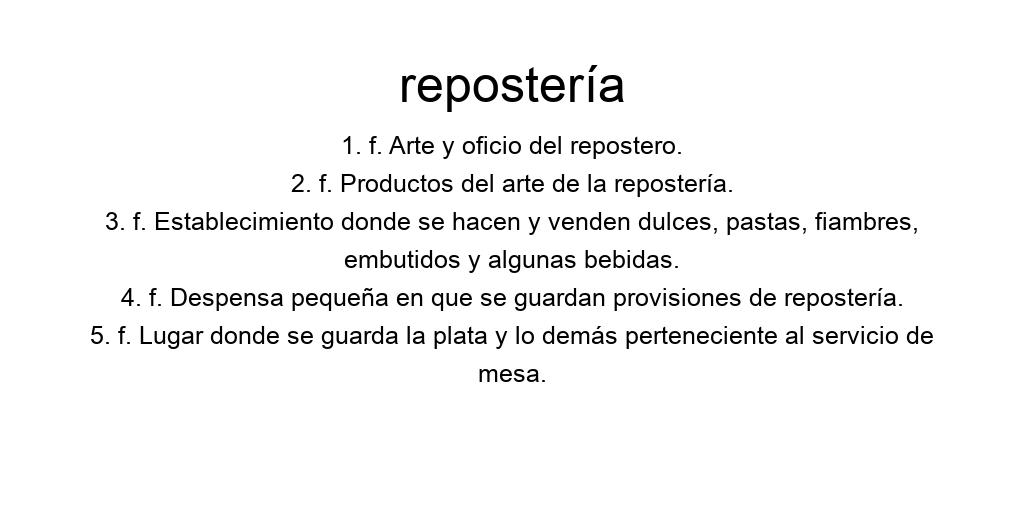 repostería
1. f. Arte y oficio del repostero.
2. f. Productos del arte de la repostería.
3. f. Establecimiento donde se hacen y venden dulces, pastas, fiambres,
embutidos y algunas bebidas.
4. f. Despensa pequeña en que se guardan provisiones de repostería.
5. f. Lugar donde se guarda la plata y lo demás perteneciente al servicio de
mesa.